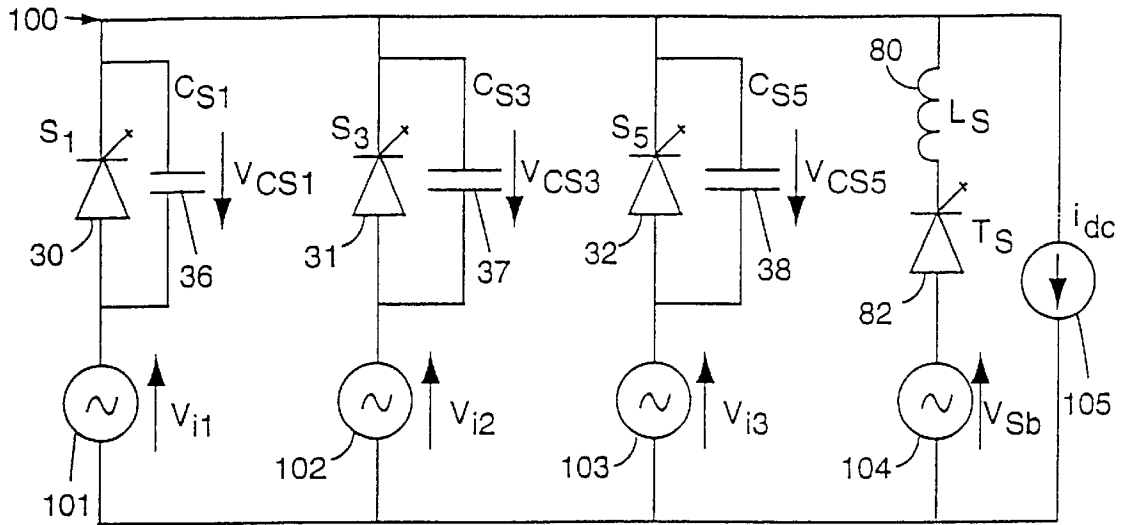 100
C_S1
S_1
V_CS1
30
36
C_S3
S_3
V_CS3
31
37
C_S5
S_5
V_CS5
32
38
80
L_S
T_S
82
i_dc
105
V_i1
101
V_i2
102
V_i3
103
V_Sb
104